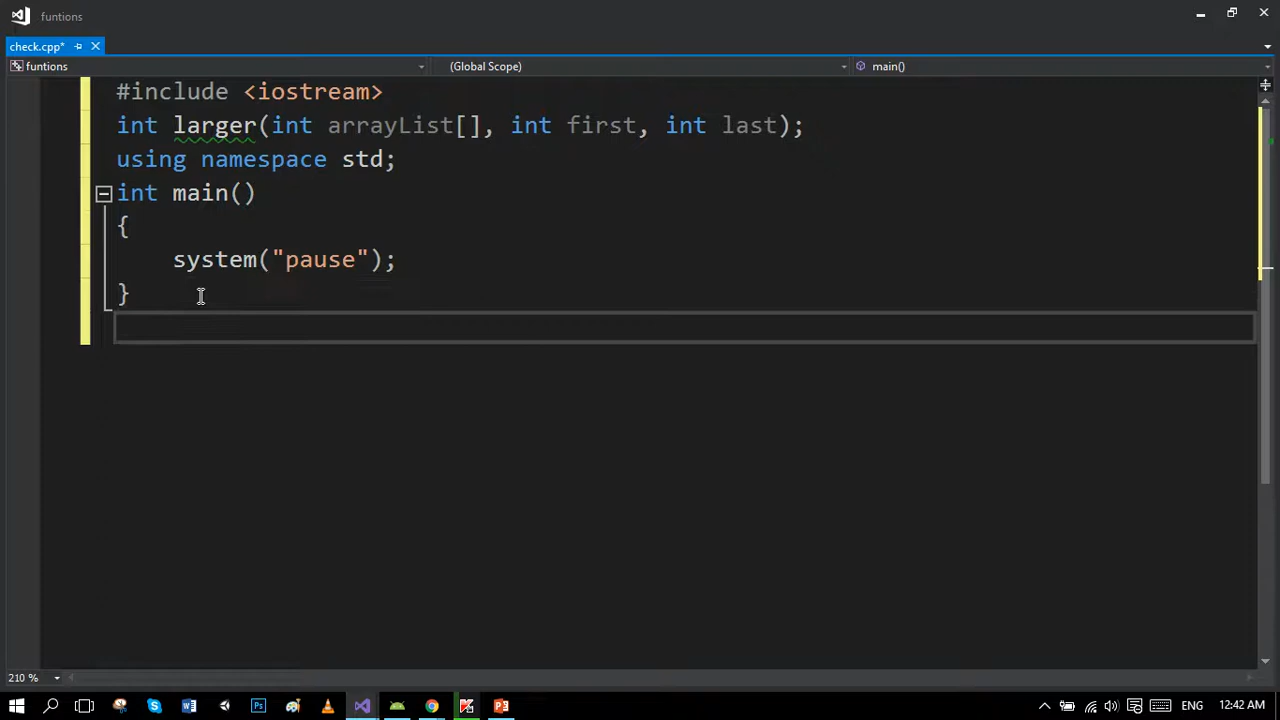 funtions
check.cpp*
funtions (Global Scope) main()
#include <iostream>
int larger(int arrayList[], int first, int last);
using namespace std;
int main()
{
system("pause");
}
210 %
ENG 12:42 AM